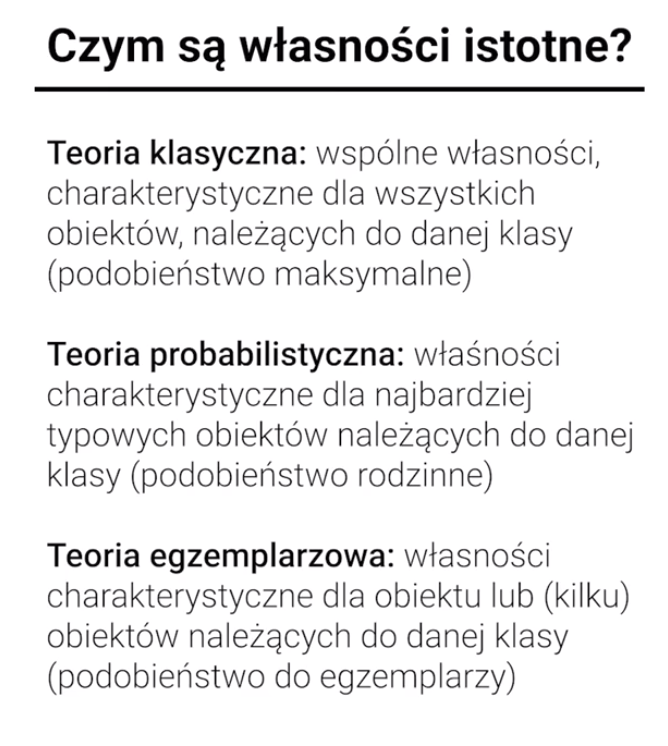 Czym są własności istotne?
Teoria klasyczna: wspólne własności,
charakterystyczne dla wszystkich
obiektów, należących do danej klasy
(podobieństwo maksymalne)
Teoria probabilistyczna: właśności
charakterystyczne dla najbardziej
typowych obiektów należących do danej
klasy (podobieństwo rodzinne)
Teoria egzemplarzowa: własności
charakterystyczne dla obiektu lub (kilku)
obiektów należących do danej klasy
(podobieństwo do egzemplarzy)